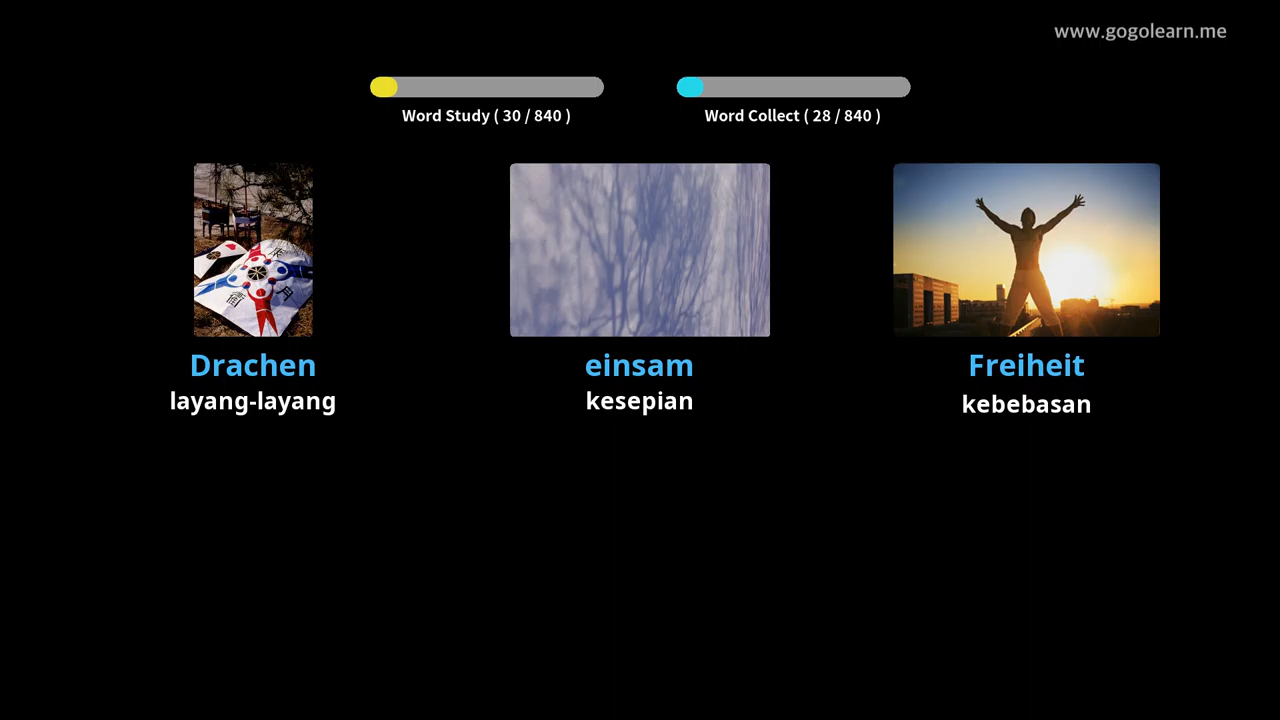 www.gogolearn.me
Word Study ( 30 / 840 )
Word Collect ( 28 / 840 )
Drachen
layang-layang
einsam
kesepian
Freiheit
kebebasan